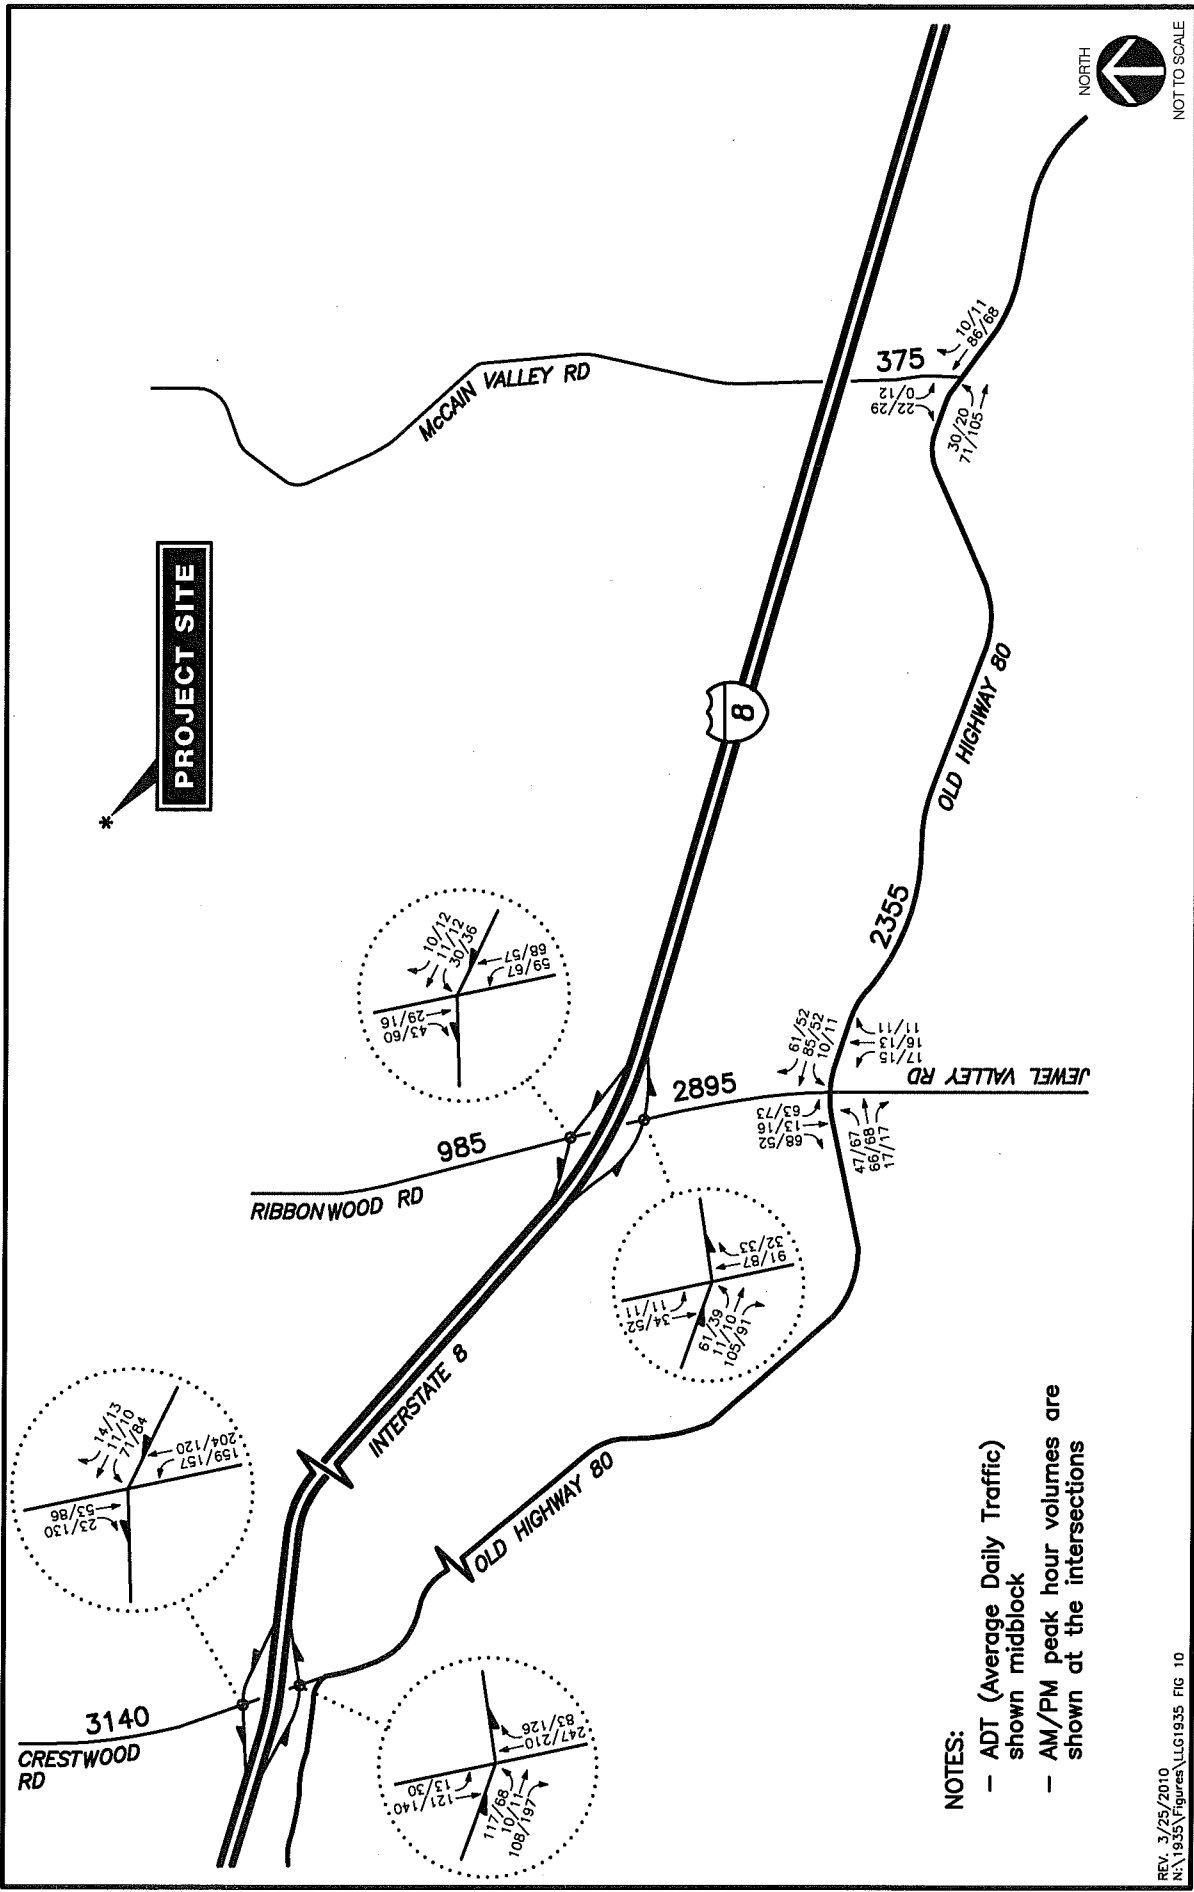 NORTH
NOT TO SCALE
PROJECT SITE
*
McCAIN VALLEY RD
375
10/11
86/68
0/12
22/29
30/20
71/105
8
OLD HIGHWAY 80
2355
10/12
11/12
30/36
68/57
59/67
29/16
43/60
RIBBONWOOD RD
985
2895
JEWEL VALLEY RD
61/52
85/52
10/11
11/11
16/13
17/15
63/73
13/16
68/52
47/67
66/68
17/17
32/33
91/87
11/11
34/52
61/39
11/10
105/91
INTERSTATE 8
OLD HIGHWAY 80
14/13
11/10
71/84
204/120
159/157
53/86
23/130
3140
CRESTWOOD
RD
83/126
247/210
13/30
121/140
117/68
10/11
108/197
NOTES:
– ADT (Average Daily Traffic)
shown midblock
– AM/PM peak hour volumes are
shown at the intersections
REV. 3/25/2010
N:\1935\Figures\LLG1935 FIG 10